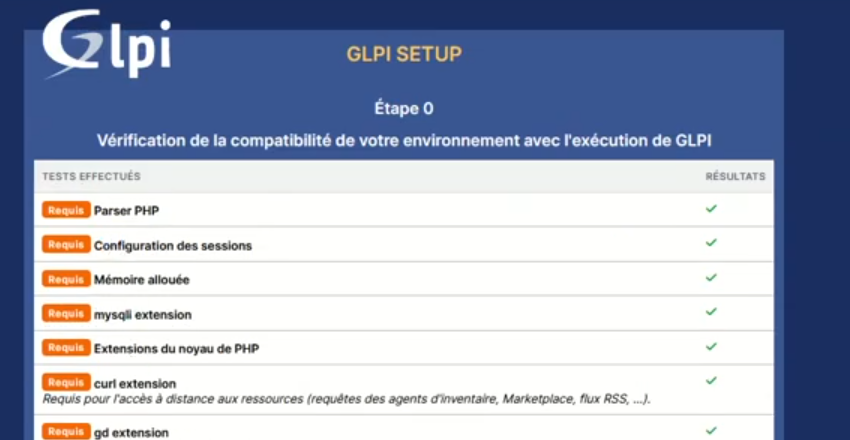 Glpi
GLPI SETUP
Étape 0
Vérification de la compatibilité de votre environnement avec l'exécution de GLPI
TESTS EFFECTUÉS RÉSULTATS
Requis Parser PHP
Requis Configuration des sessions
Requis Mémoire allouée
Requis mysqli extension
Requis Extensions du noyau de PHP
Requis curl extension
Requis pour l'accès à distance aux ressources (requêtes des agents d'inventaire, Marketplace, flux RSS, ...).
Requis gd extension